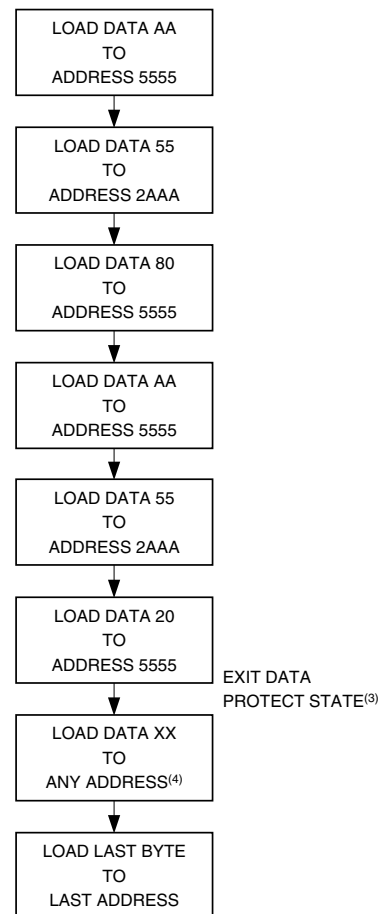 LOAD DATA AA
TO
ADDRESS 5555
LOAD DATA 55
TO
ADDRESS 2AAA
LOAD DATA 80
TO
ADDRESS 5555
LOAD DATA AA
TO
ADDRESS 5555
LOAD DATA 55
TO
ADDRESS 2AAA
LOAD DATA 20
TO
ADDRESS 5555
EXIT DATA
PROTECT STATE(3)
LOAD DATA XX
TO
ANY ADDRESS(4)
LOAD LAST BYTE
TO
LAST ADDRESS